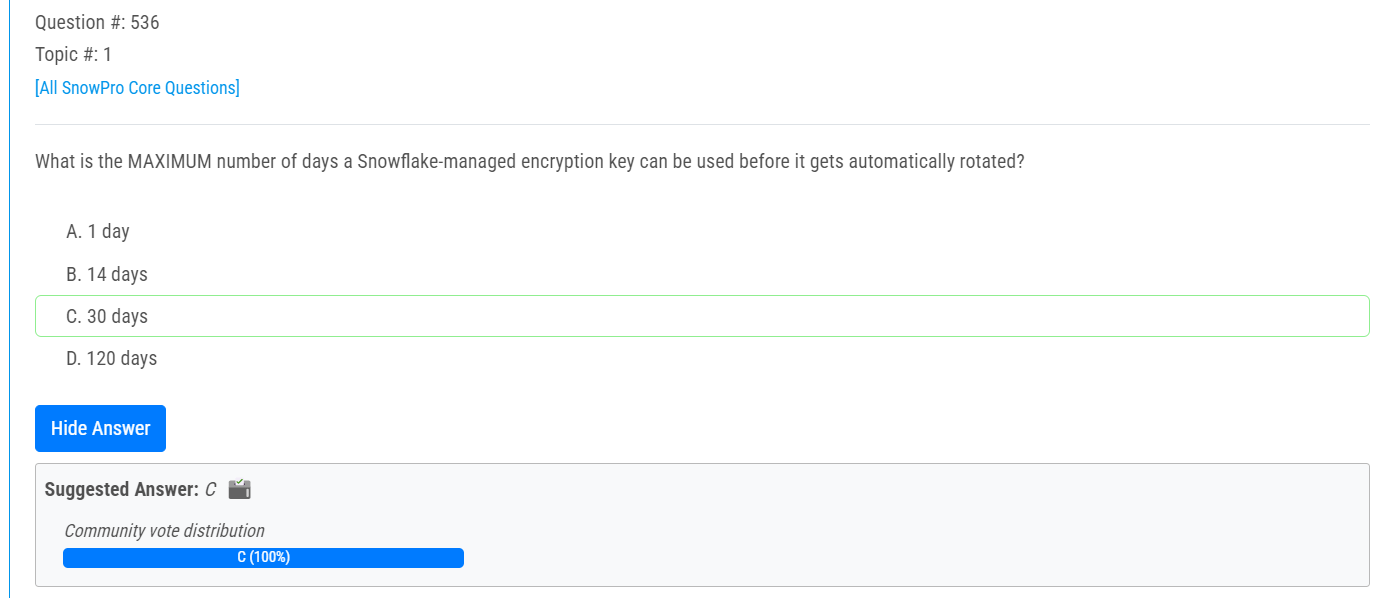 Question #: 536
Topic #: 1
[All SnowPro Core Questions]
What is the MAXIMUM number of days a Snowflake-managed encryption key can be used before it gets automatically rotated?
A. 1 day
B. 14 days
C. 30 days
D. 120 days
Hide Answer
Suggested Answer: C
Community vote distribution
C (100%)